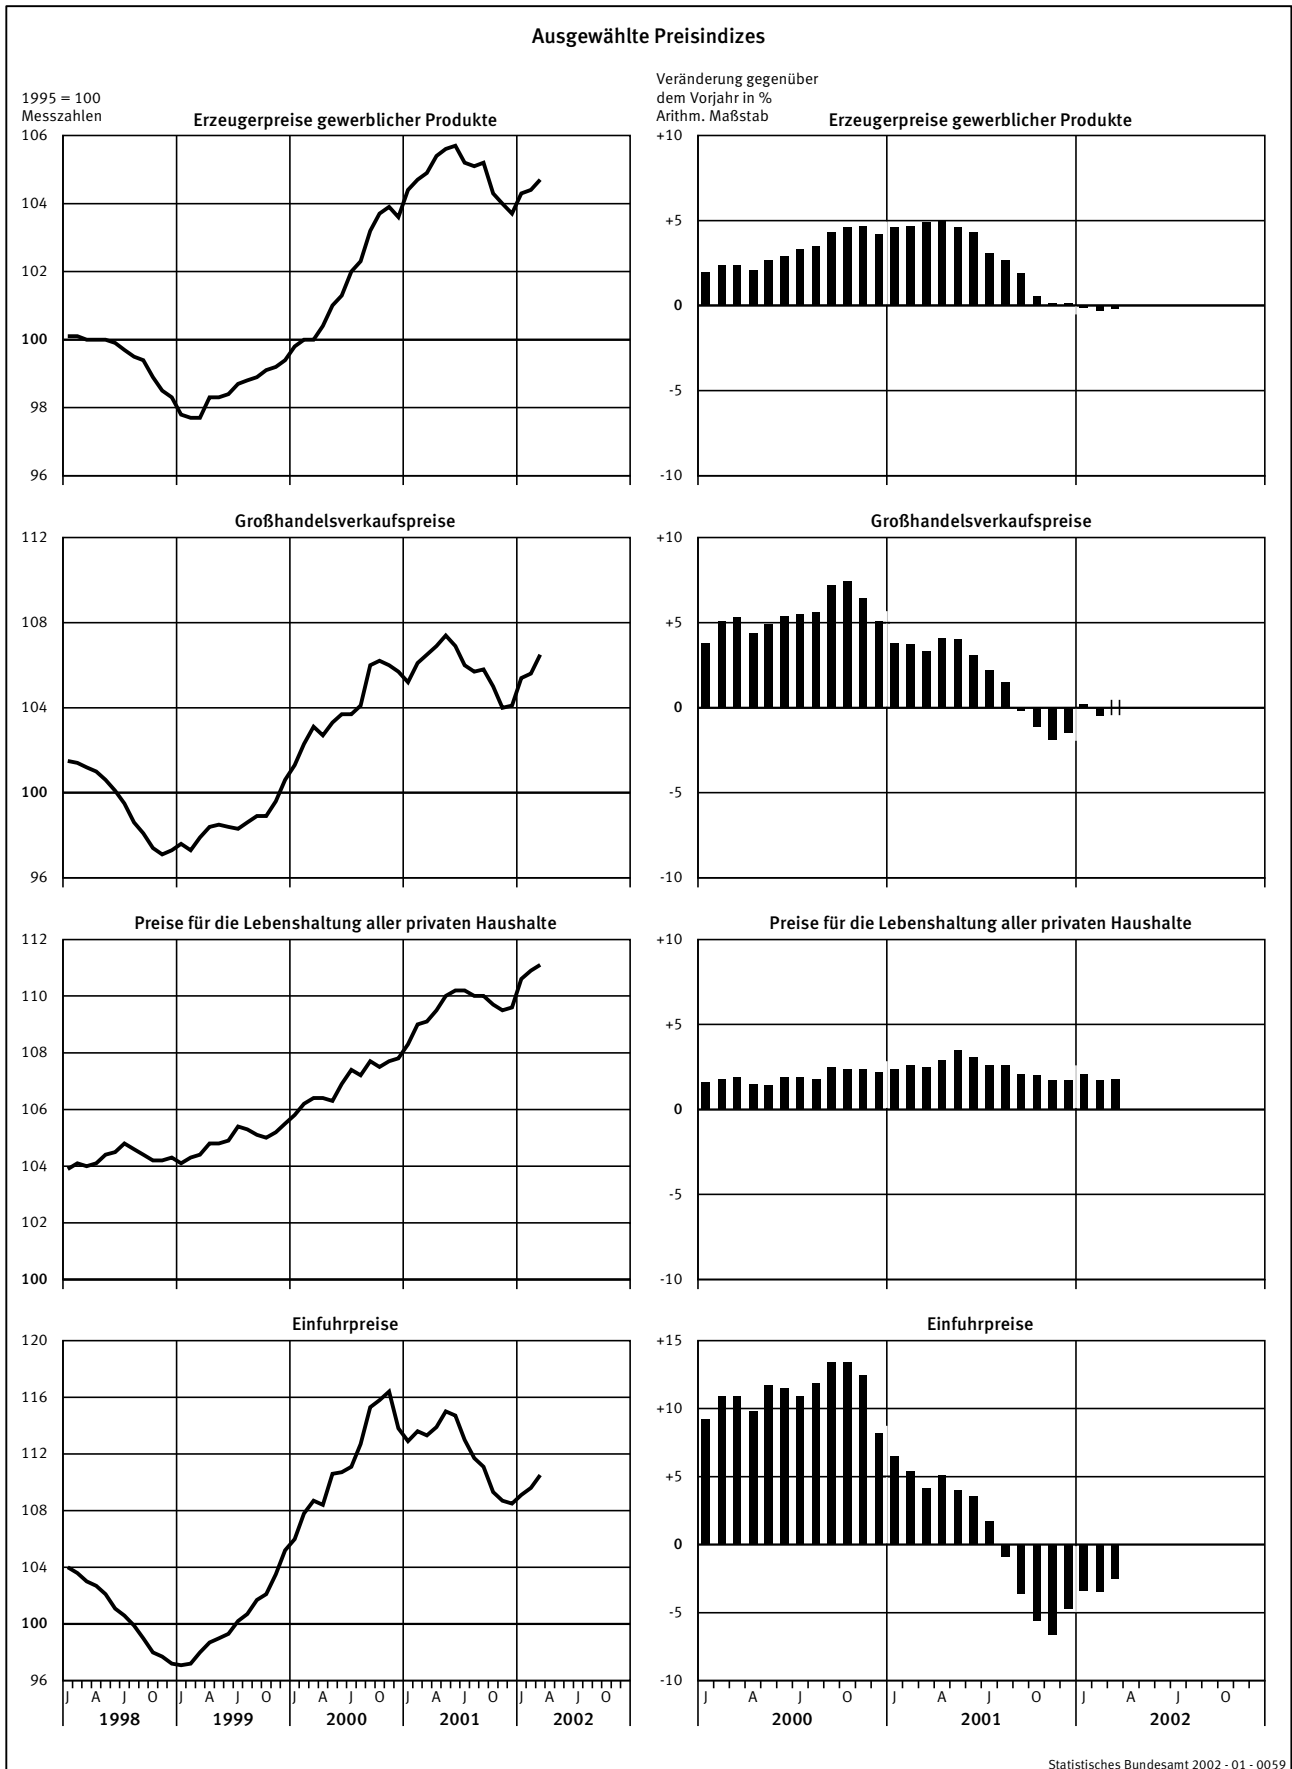 Ausgewählte Preisindizes
1995 = 100
Messzahlen
Veränderung gegenüber
dem Vorjahr in %
Arithm. Maßstab
Erzeugerpreise gewerblicher Produkte
106
104
102
100
98
96
Erzeugerpreise gewerblicher Produkte
+10
+5
0
-5
-10
Großhandelsverkaufspreise
112
108
104
100
96
Großhandelsverkaufspreise
+10
+5
0
-5
-10
Preise für die Lebenshaltung aller privaten Haushalte
112
110
108
106
104
102
100
Preise für die Lebenshaltung aller privaten Haushalte
+10
+5
0
-5
-10
Einfuhrpreise
120
116
112
108
104
100
96
J A J O J A J O J A J O J A J O J A J O
1998 1999 2000 2001 2002
Einfuhrpreise
+15
+10
+5
0
-5
-10
J A J O J A J O J A J O
2000 2001 2002
Statistisches Bundesamt 2002 - 01 - 0059